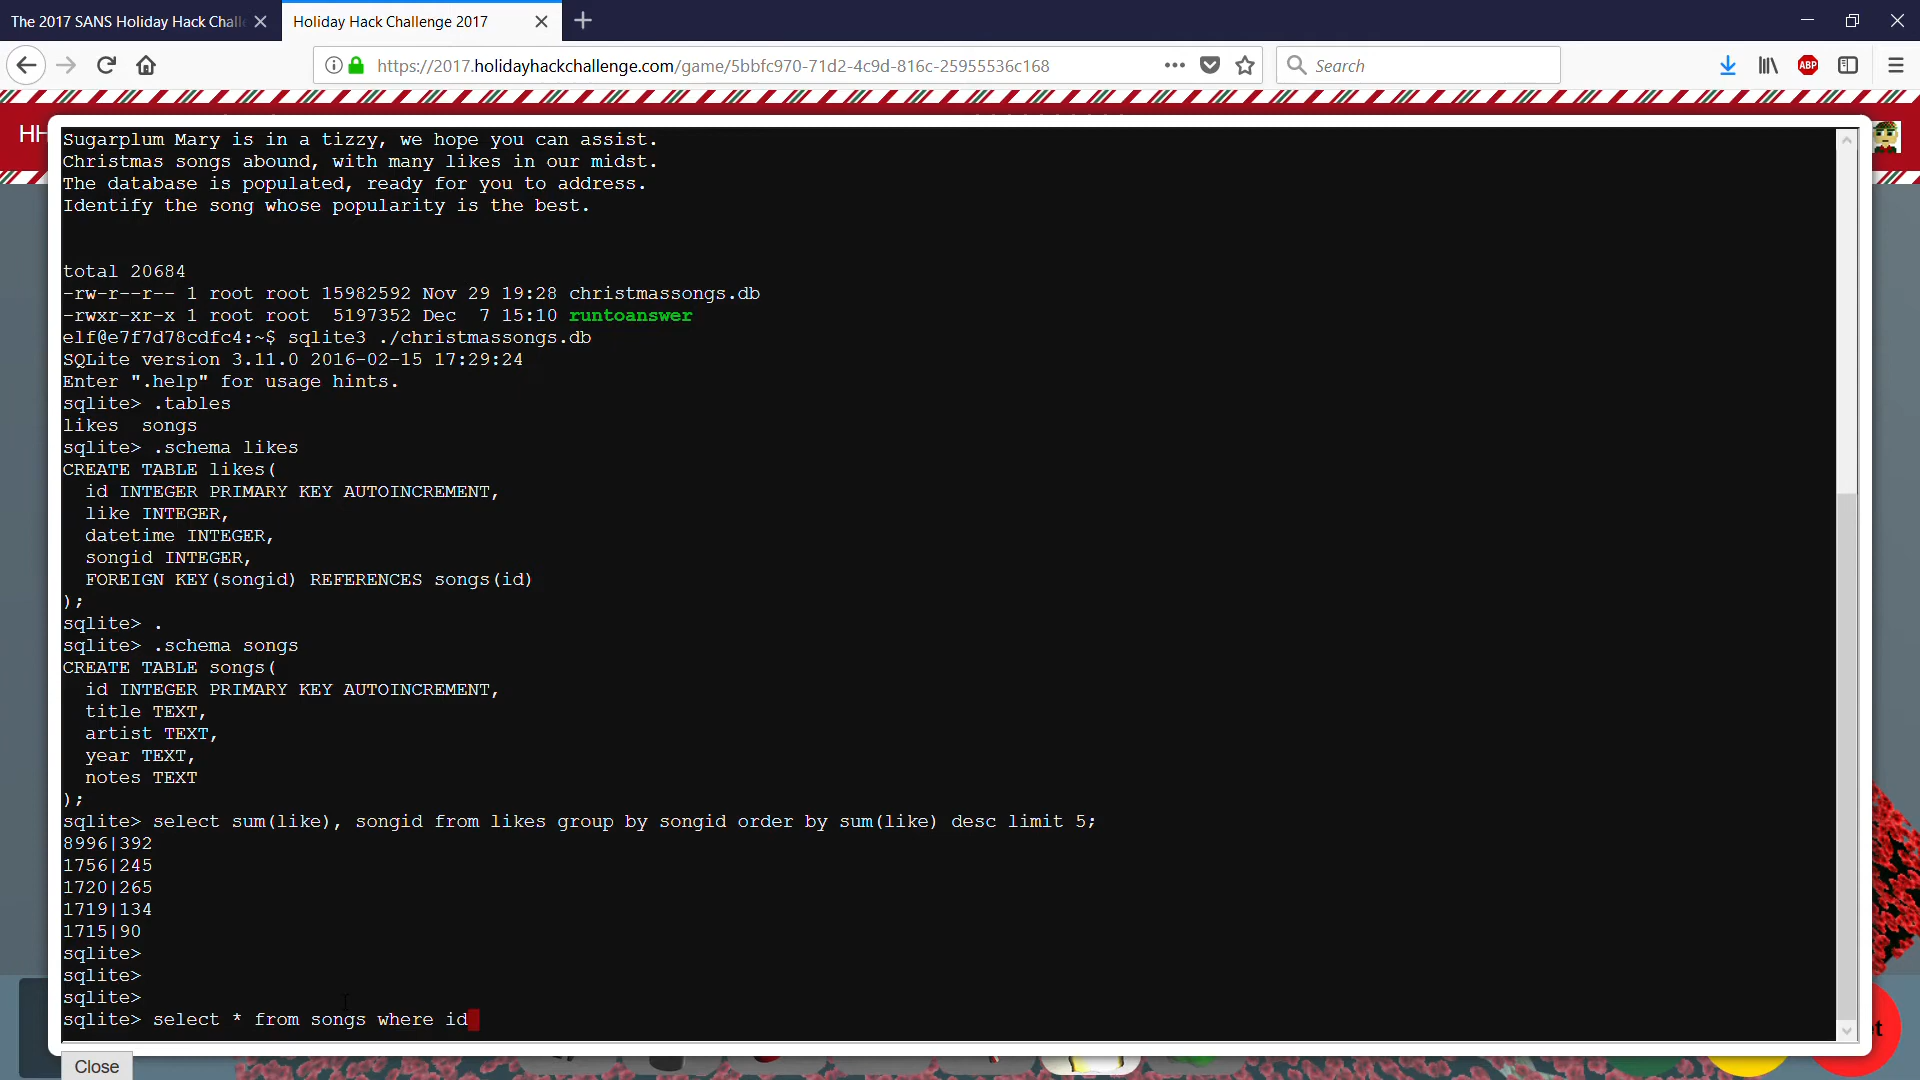 The 2017 SANS Holiday Hack Chall
Holiday Hack Challenge 2017
https://2017.holidayhackchallenge.com/game/5bbfc970-71d2-4c9d-816c-25955536c168
Search
ABP
HH
Sugarplum Mary is in a tizzy, we hope you can assist.
Christmas songs abound, with many likes in our midst.
The database is populated, ready for you to address.
Identify the song whose popularity is the best.
total 20684
-rw-r--r-- 1 root root 15982592 Nov 29 19:28 christmassongs.db
-rwxr-xr-x 1 root root  5197352 Dec  7 15:10 runtoanswer
elf@e7f7d78cdfc4:~$ sqlite3 ./christmassongs.db
SQLite version 3.11.0 2016-02-15 17:29:24
Enter ".help" for usage hints.
sqlite> .tables
likes  songs
sqlite> .schema likes
CREATE TABLE likes(
  id INTEGER PRIMARY KEY AUTOINCREMENT,
  like INTEGER,
  datetime INTEGER,
  songid INTEGER,
  FOREIGN KEY(songid) REFERENCES songs(id)
);
sqlite> .
sqlite> .schema songs
CREATE TABLE songs(
  id INTEGER PRIMARY KEY AUTOINCREMENT,
  title TEXT,
  artist TEXT,
  year TEXT,
  notes TEXT
);
sqlite> select sum(like), songid from likes group by songid order by sum(like) desc limit 5;
8996|392
1756|245
1720|265
1719|134
1715|90
sqlite>
sqlite>
sqlite>
sqlite> select * from songs where id
Close